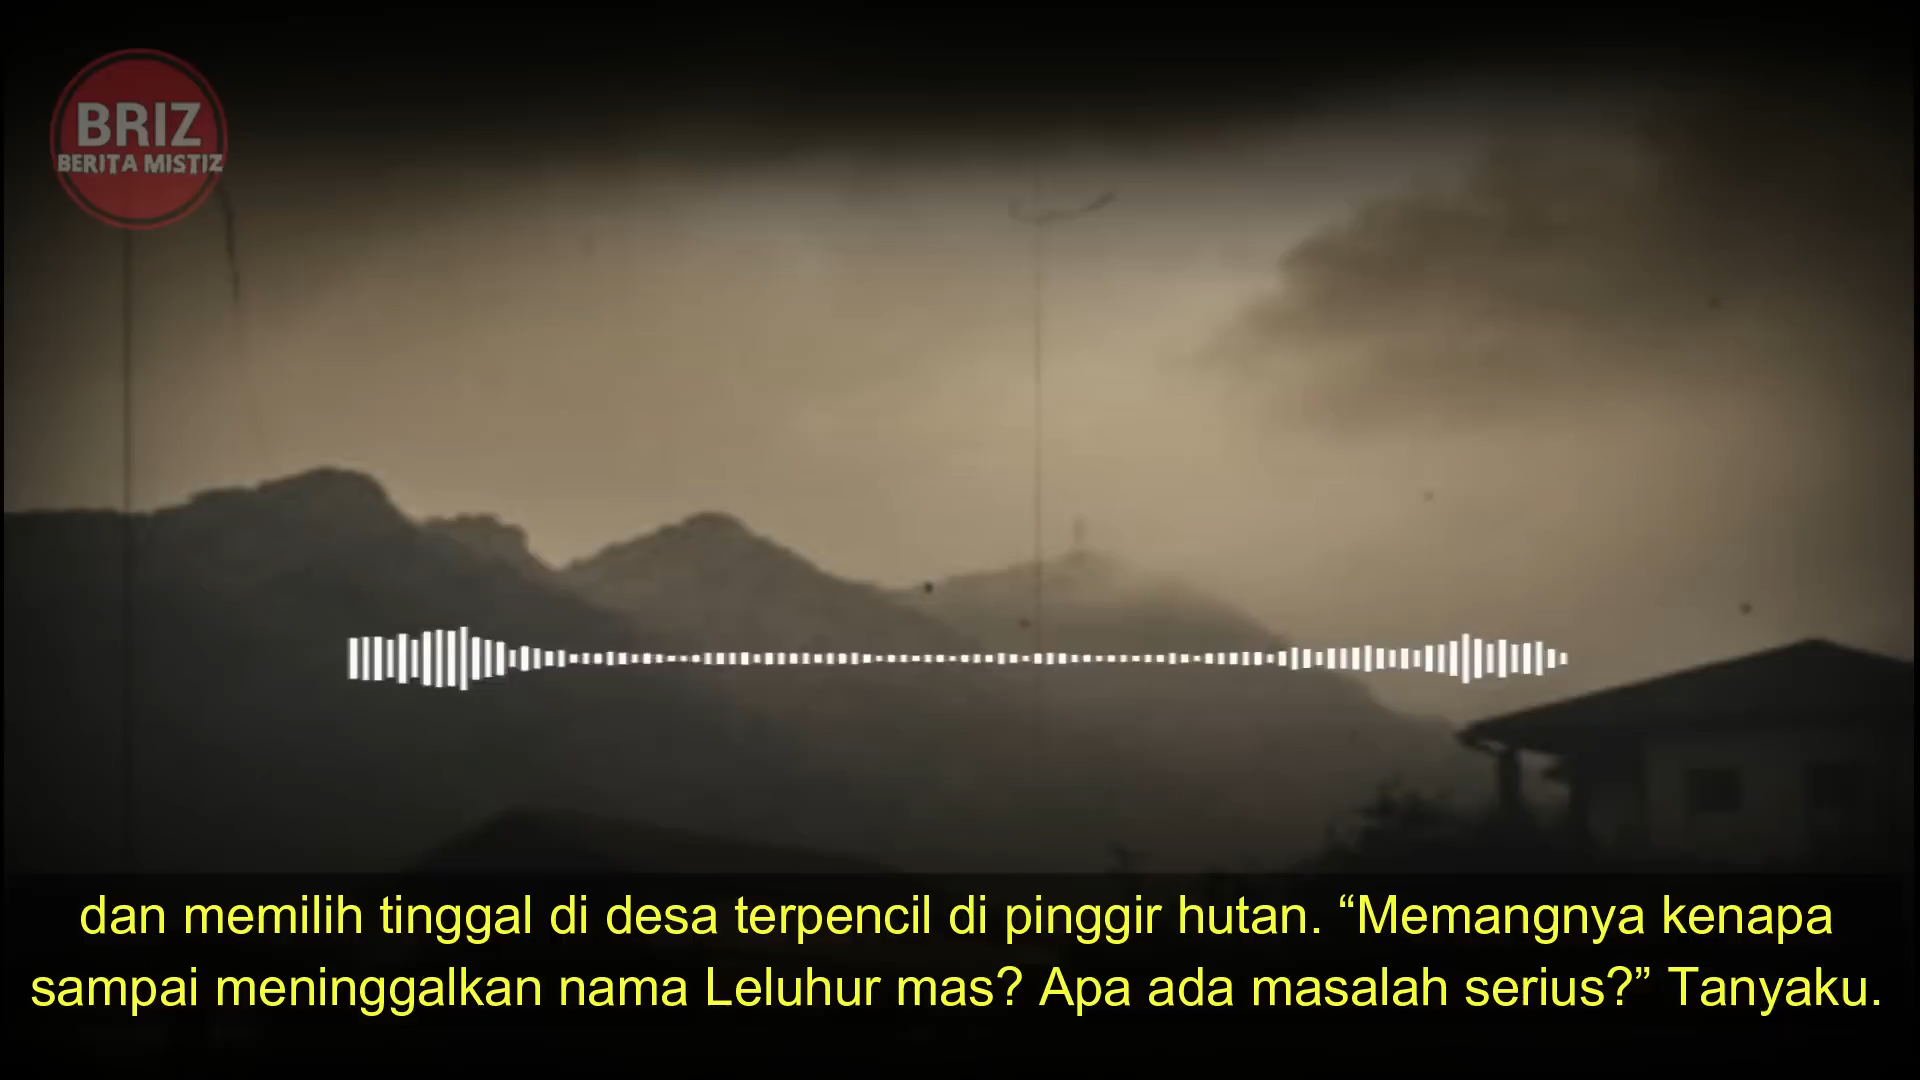 BRIZ
BERITA MISTIZ
dan memilih tinggal di desa terpencil di pinggir hutan. “Memangnya kenapa
sampai meninggalkan nama Leluhur mas? Apa ada masalah serius?” Tanyaku.